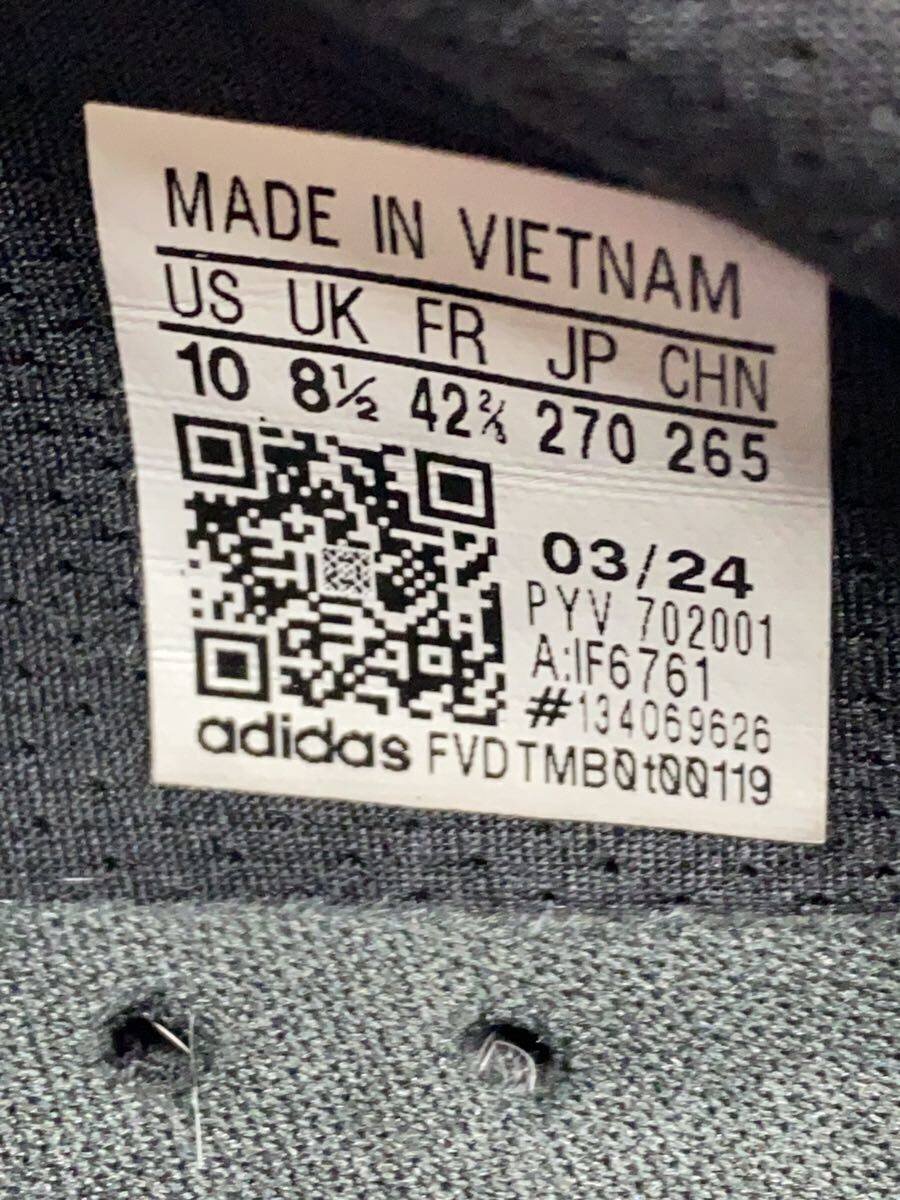 MADE IN VIETNAM
US UK FR JP CHN
10 8½ 42⅔ 270 265
03/24
PYV 702001
A:IF6761
#134069626
adidas FVDTMB0t00119